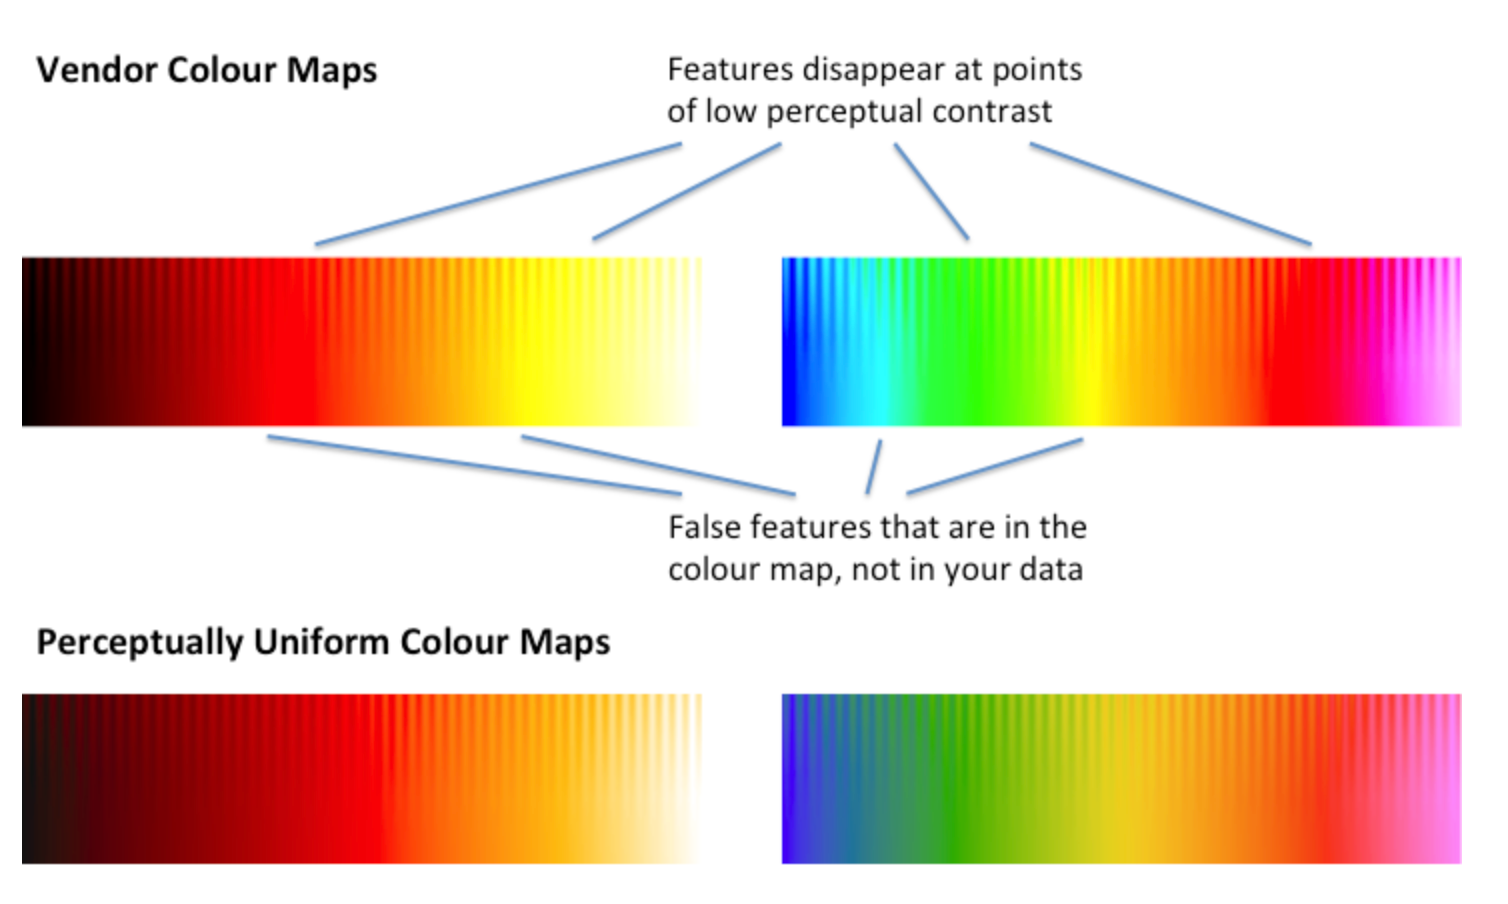 Vendor Colour Maps
Features disappear at points
of low perceptual contrast
False features that are in the
colour map, not in your data
Perceptually Uniform Colour Maps